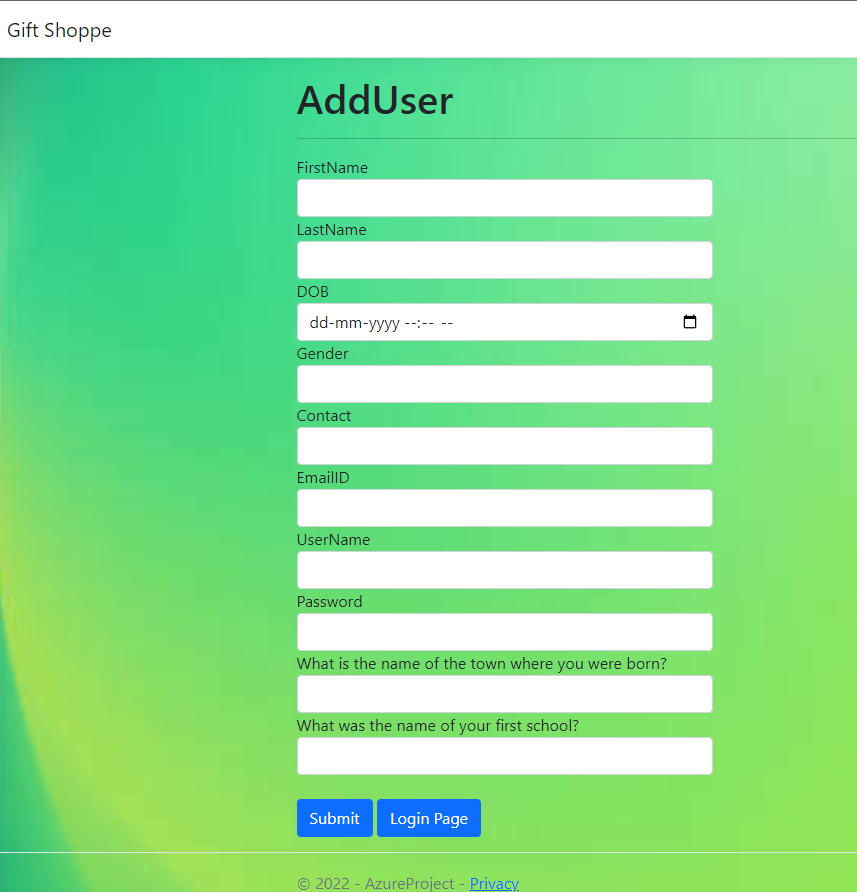 Gift Shoppe
AddUser
FirstName
LastName
DOB
dd-mm-yyyy --:-- --
Gender
Contact
EmailID
UserName
Password
What is the name of the town where you were born?
What was the name of your first school?
Submit Login Page
© 2022 - AzureProject - Privacy